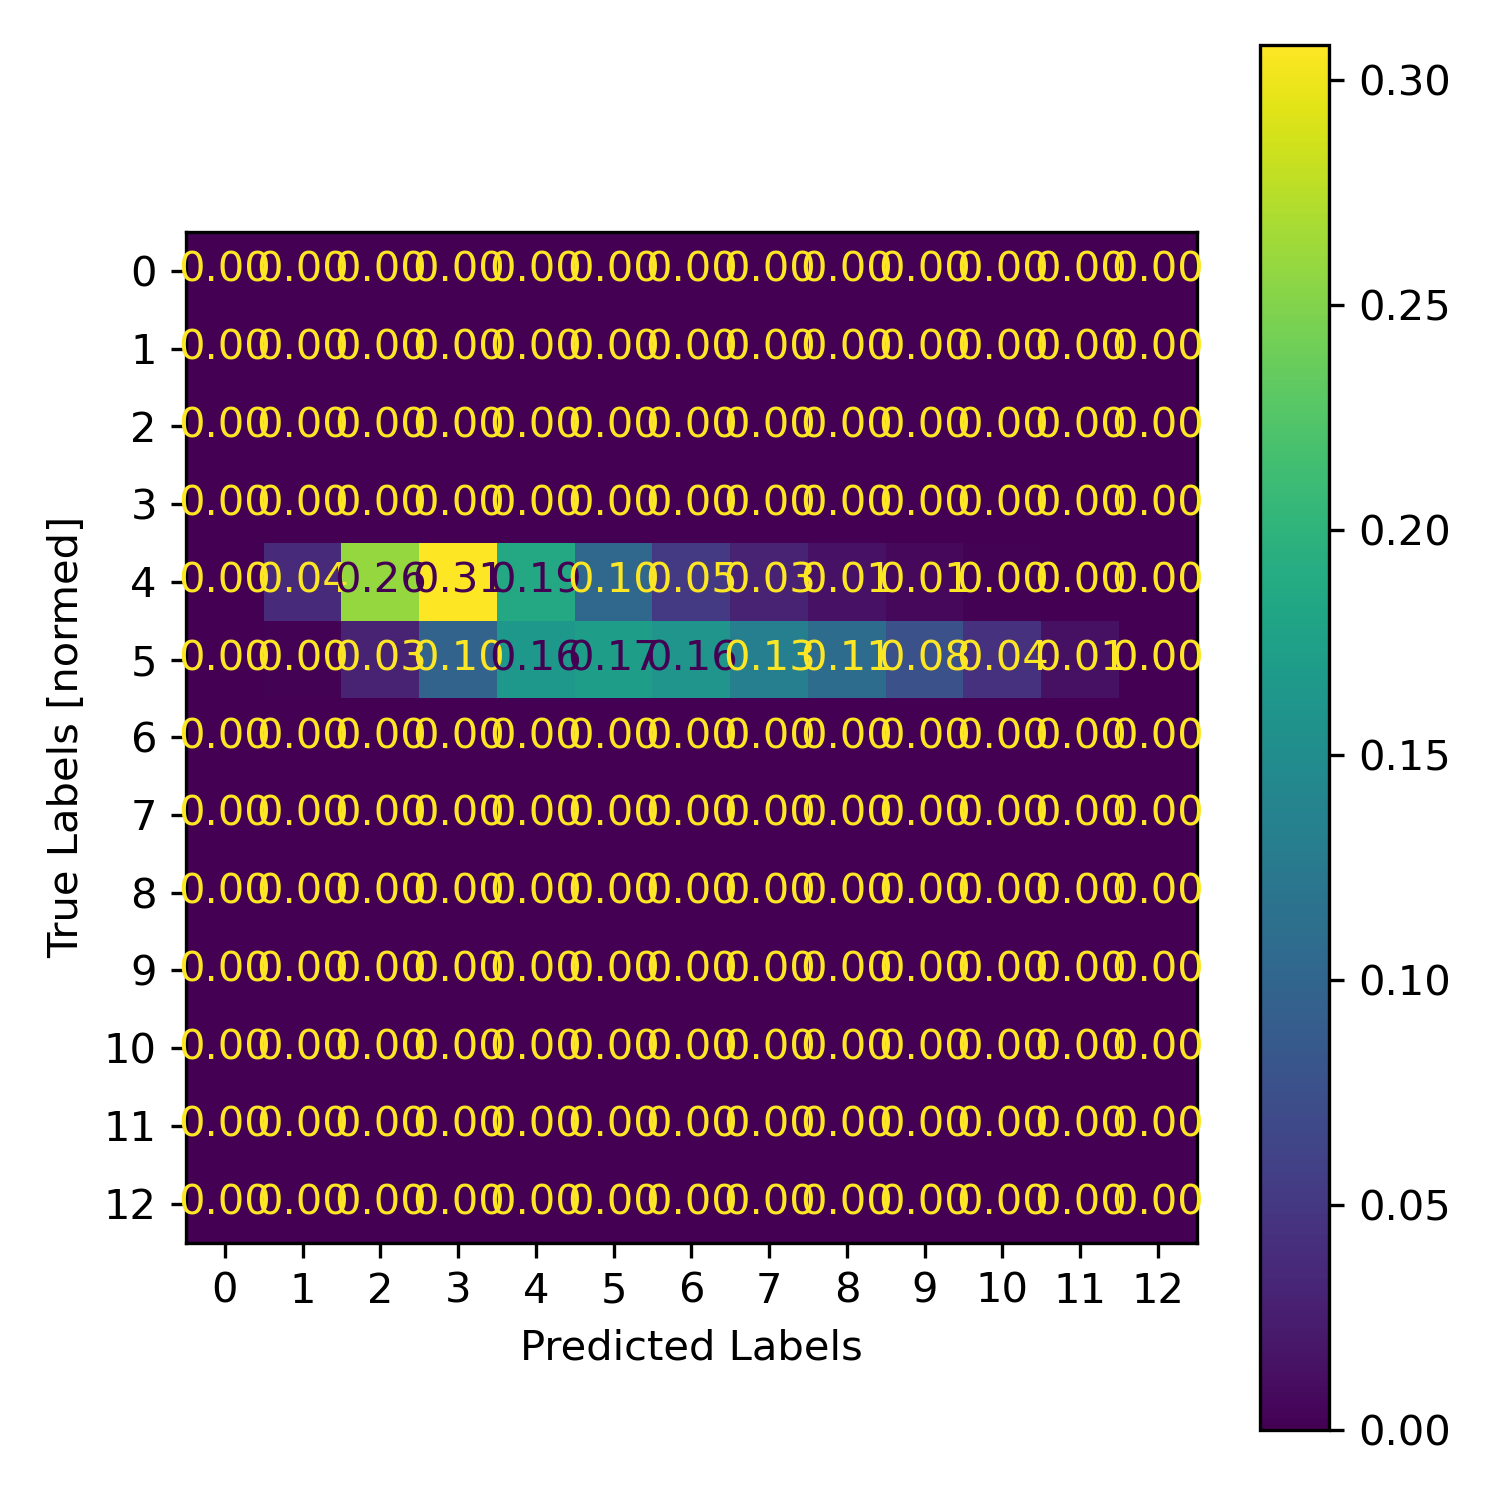 0 0.00 0.00 0.00 0.00 0.00 0.00 0.00 0.00 0.00 0.00 0.00 0.00 0.00
1 0.00 0.00 0.00 0.00 0.00 0.00 0.00 0.00 0.00 0.00 0.00 0.00 0.00
2 0.00 0.00 0.00 0.00 0.00 0.00 0.00 0.00 0.00 0.00 0.00 0.00 0.00
3 0.00 0.00 0.00 0.00 0.00 0.00 0.00 0.00 0.00 0.00 0.00 0.00 0.00
4 0.00 0.04 0.26 0.31 0.19 0.10 0.05 0.03 0.01 0.01 0.00 0.00 0.00
5 0.00 0.00 0.03 0.10 0.16 0.17 0.16 0.13 0.11 0.08 0.04 0.01 0.00
6 0.00 0.00 0.00 0.00 0.00 0.00 0.00 0.00 0.00 0.00 0.00 0.00 0.00
7 0.00 0.00 0.00 0.00 0.00 0.00 0.00 0.00 0.00 0.00 0.00 0.00 0.00
8 0.00 0.00 0.00 0.00 0.00 0.00 0.00 0.00 0.00 0.00 0.00 0.00 0.00
9 0.00 0.00 0.00 0.00 0.00 0.00 0.00 0.00 0.00 0.00 0.00 0.00 0.00
10 0.00 0.00 0.00 0.00 0.00 0.00 0.00 0.00 0.00 0.00 0.00 0.00 0.00
11 0.00 0.00 0.00 0.00 0.00 0.00 0.00 0.00 0.00 0.00 0.00 0.00 0.00
12 0.00 0.00 0.00 0.00 0.00 0.00 0.00 0.00 0.00 0.00 0.00 0.00 0.00
0 1 2 3 4 5 6 7 8 9 10 11 12
Predicted Labels
True Labels [normed]
0.30
0.25
0.20
0.15
0.10
0.05
0.00